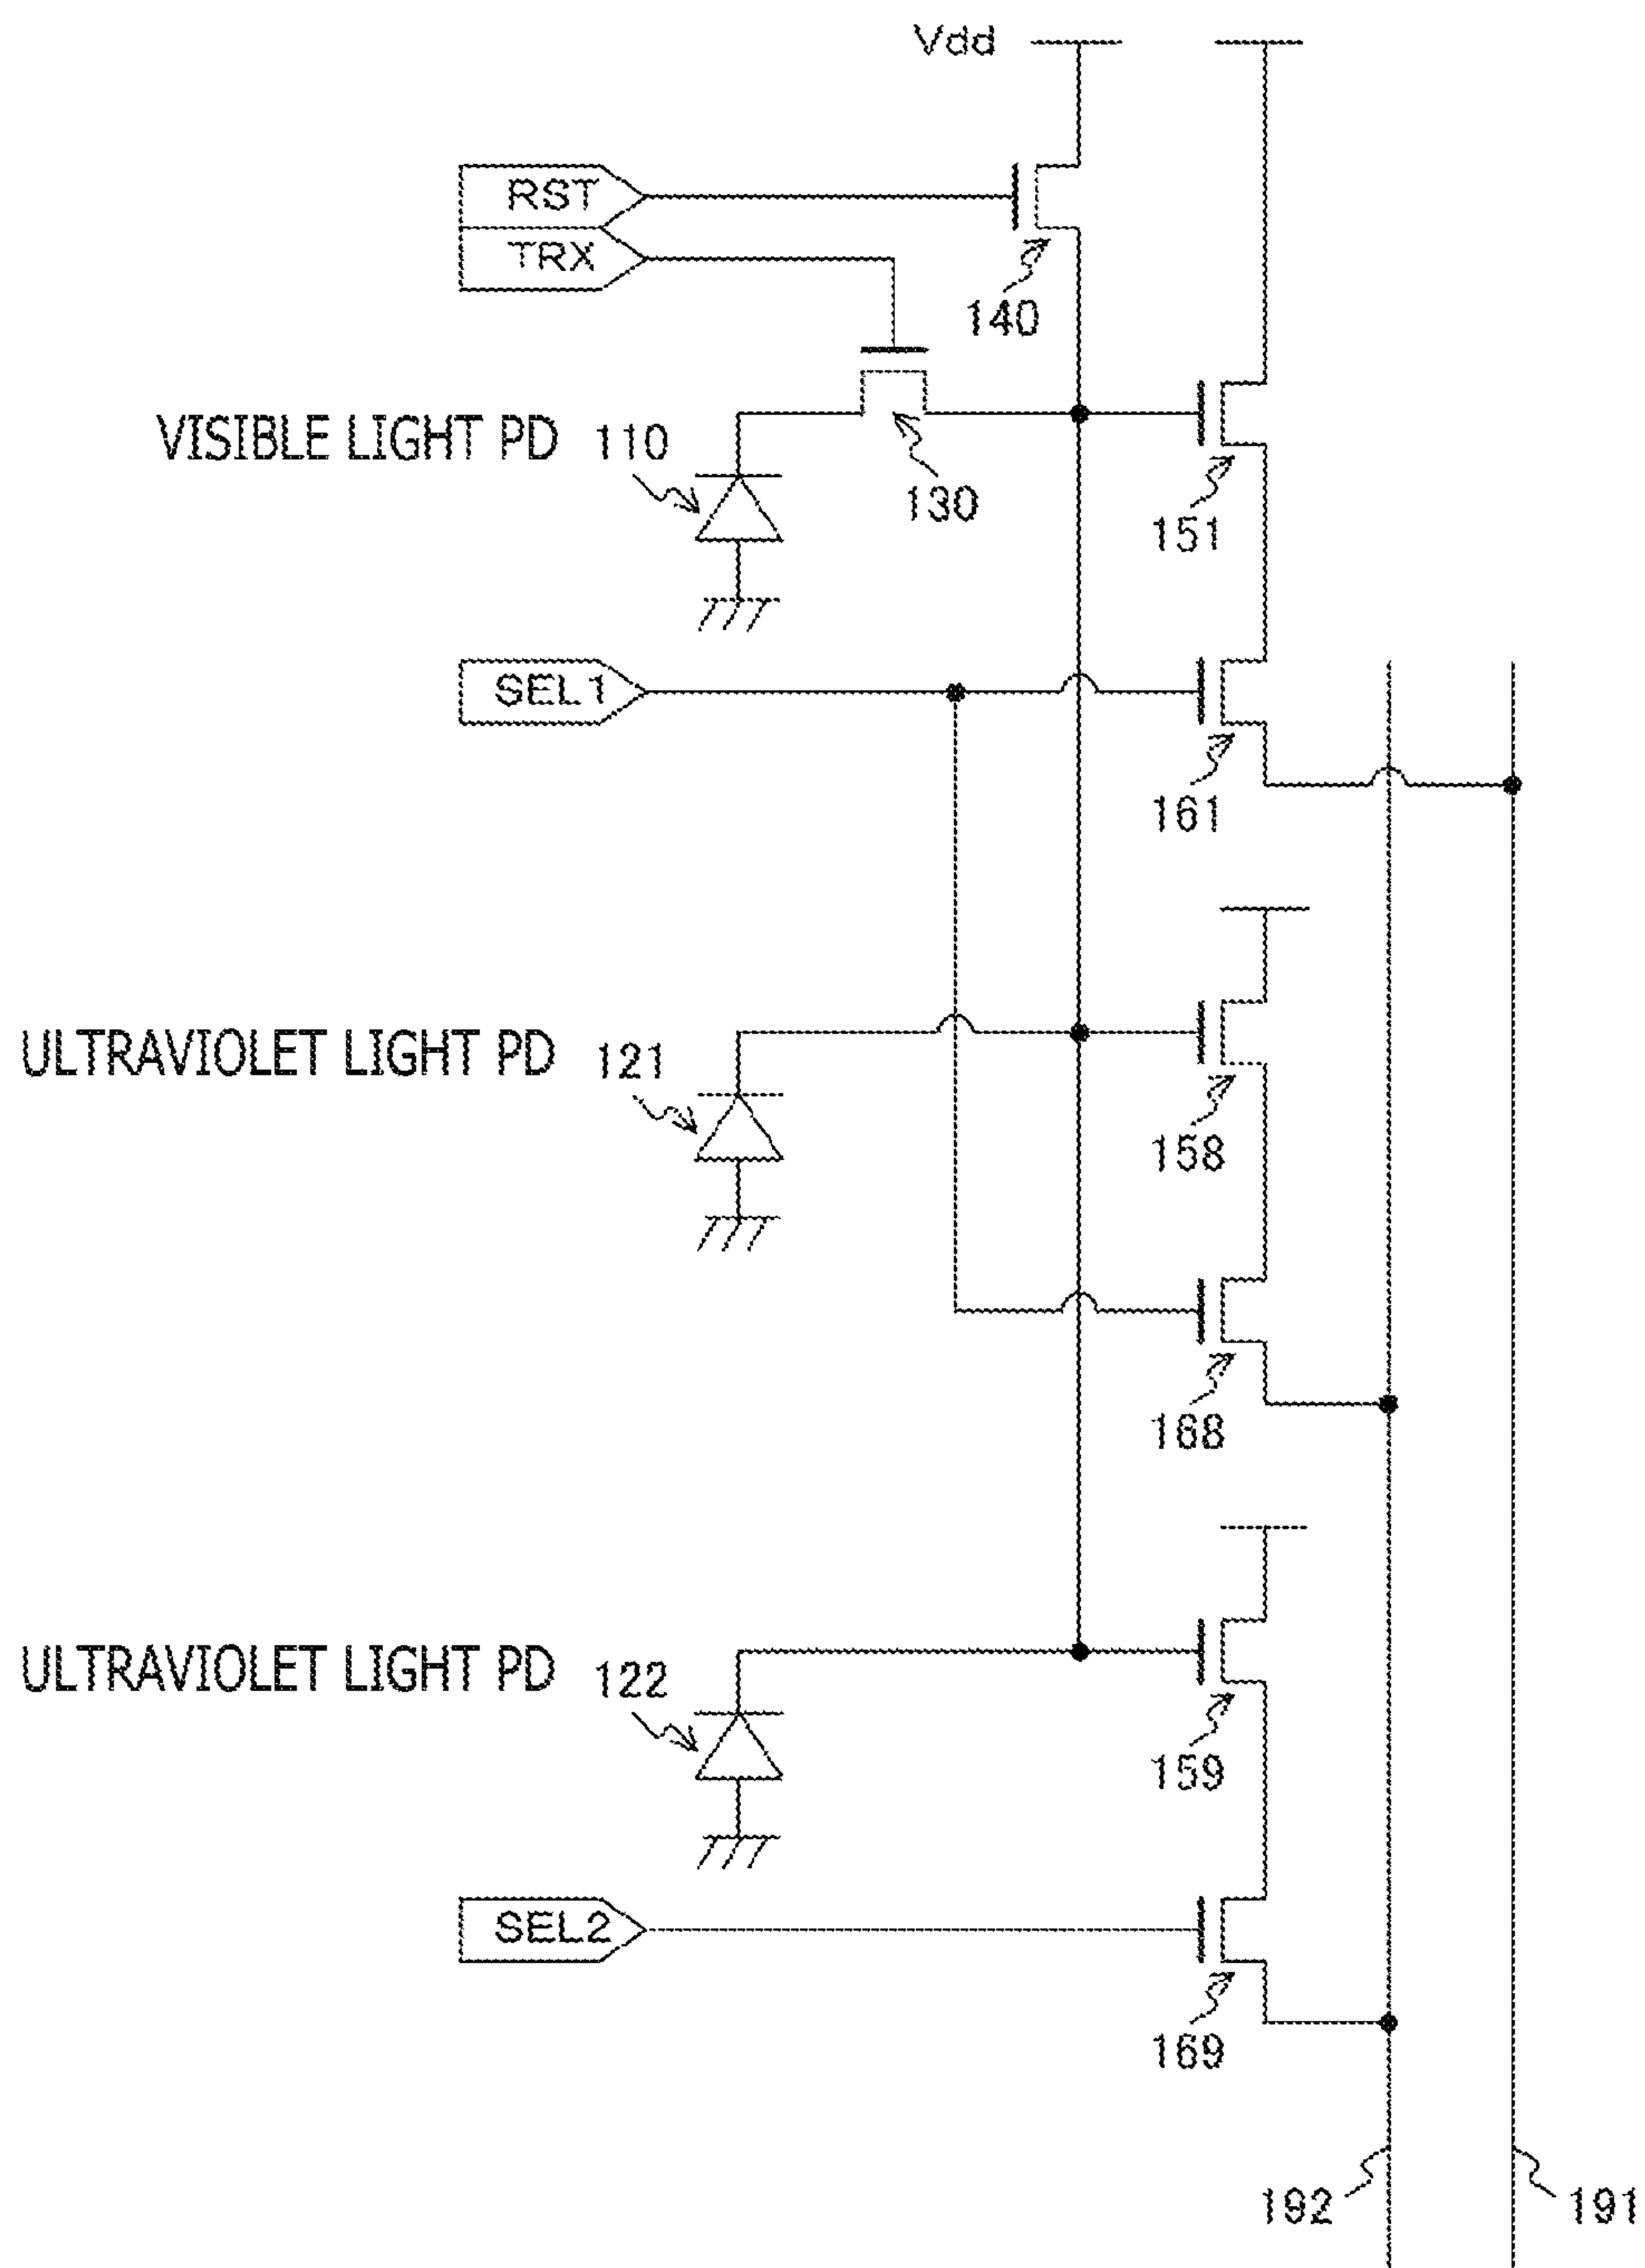 Vdd
RST
TRX
140
VISIBLE LIGHT PD 110
130
151
SEL1
161
ULTRAVIOLET LIGHT PD 121
158
168
ULTRAVIOLET LIGHT PD 122
159
SEL2
169
192
191